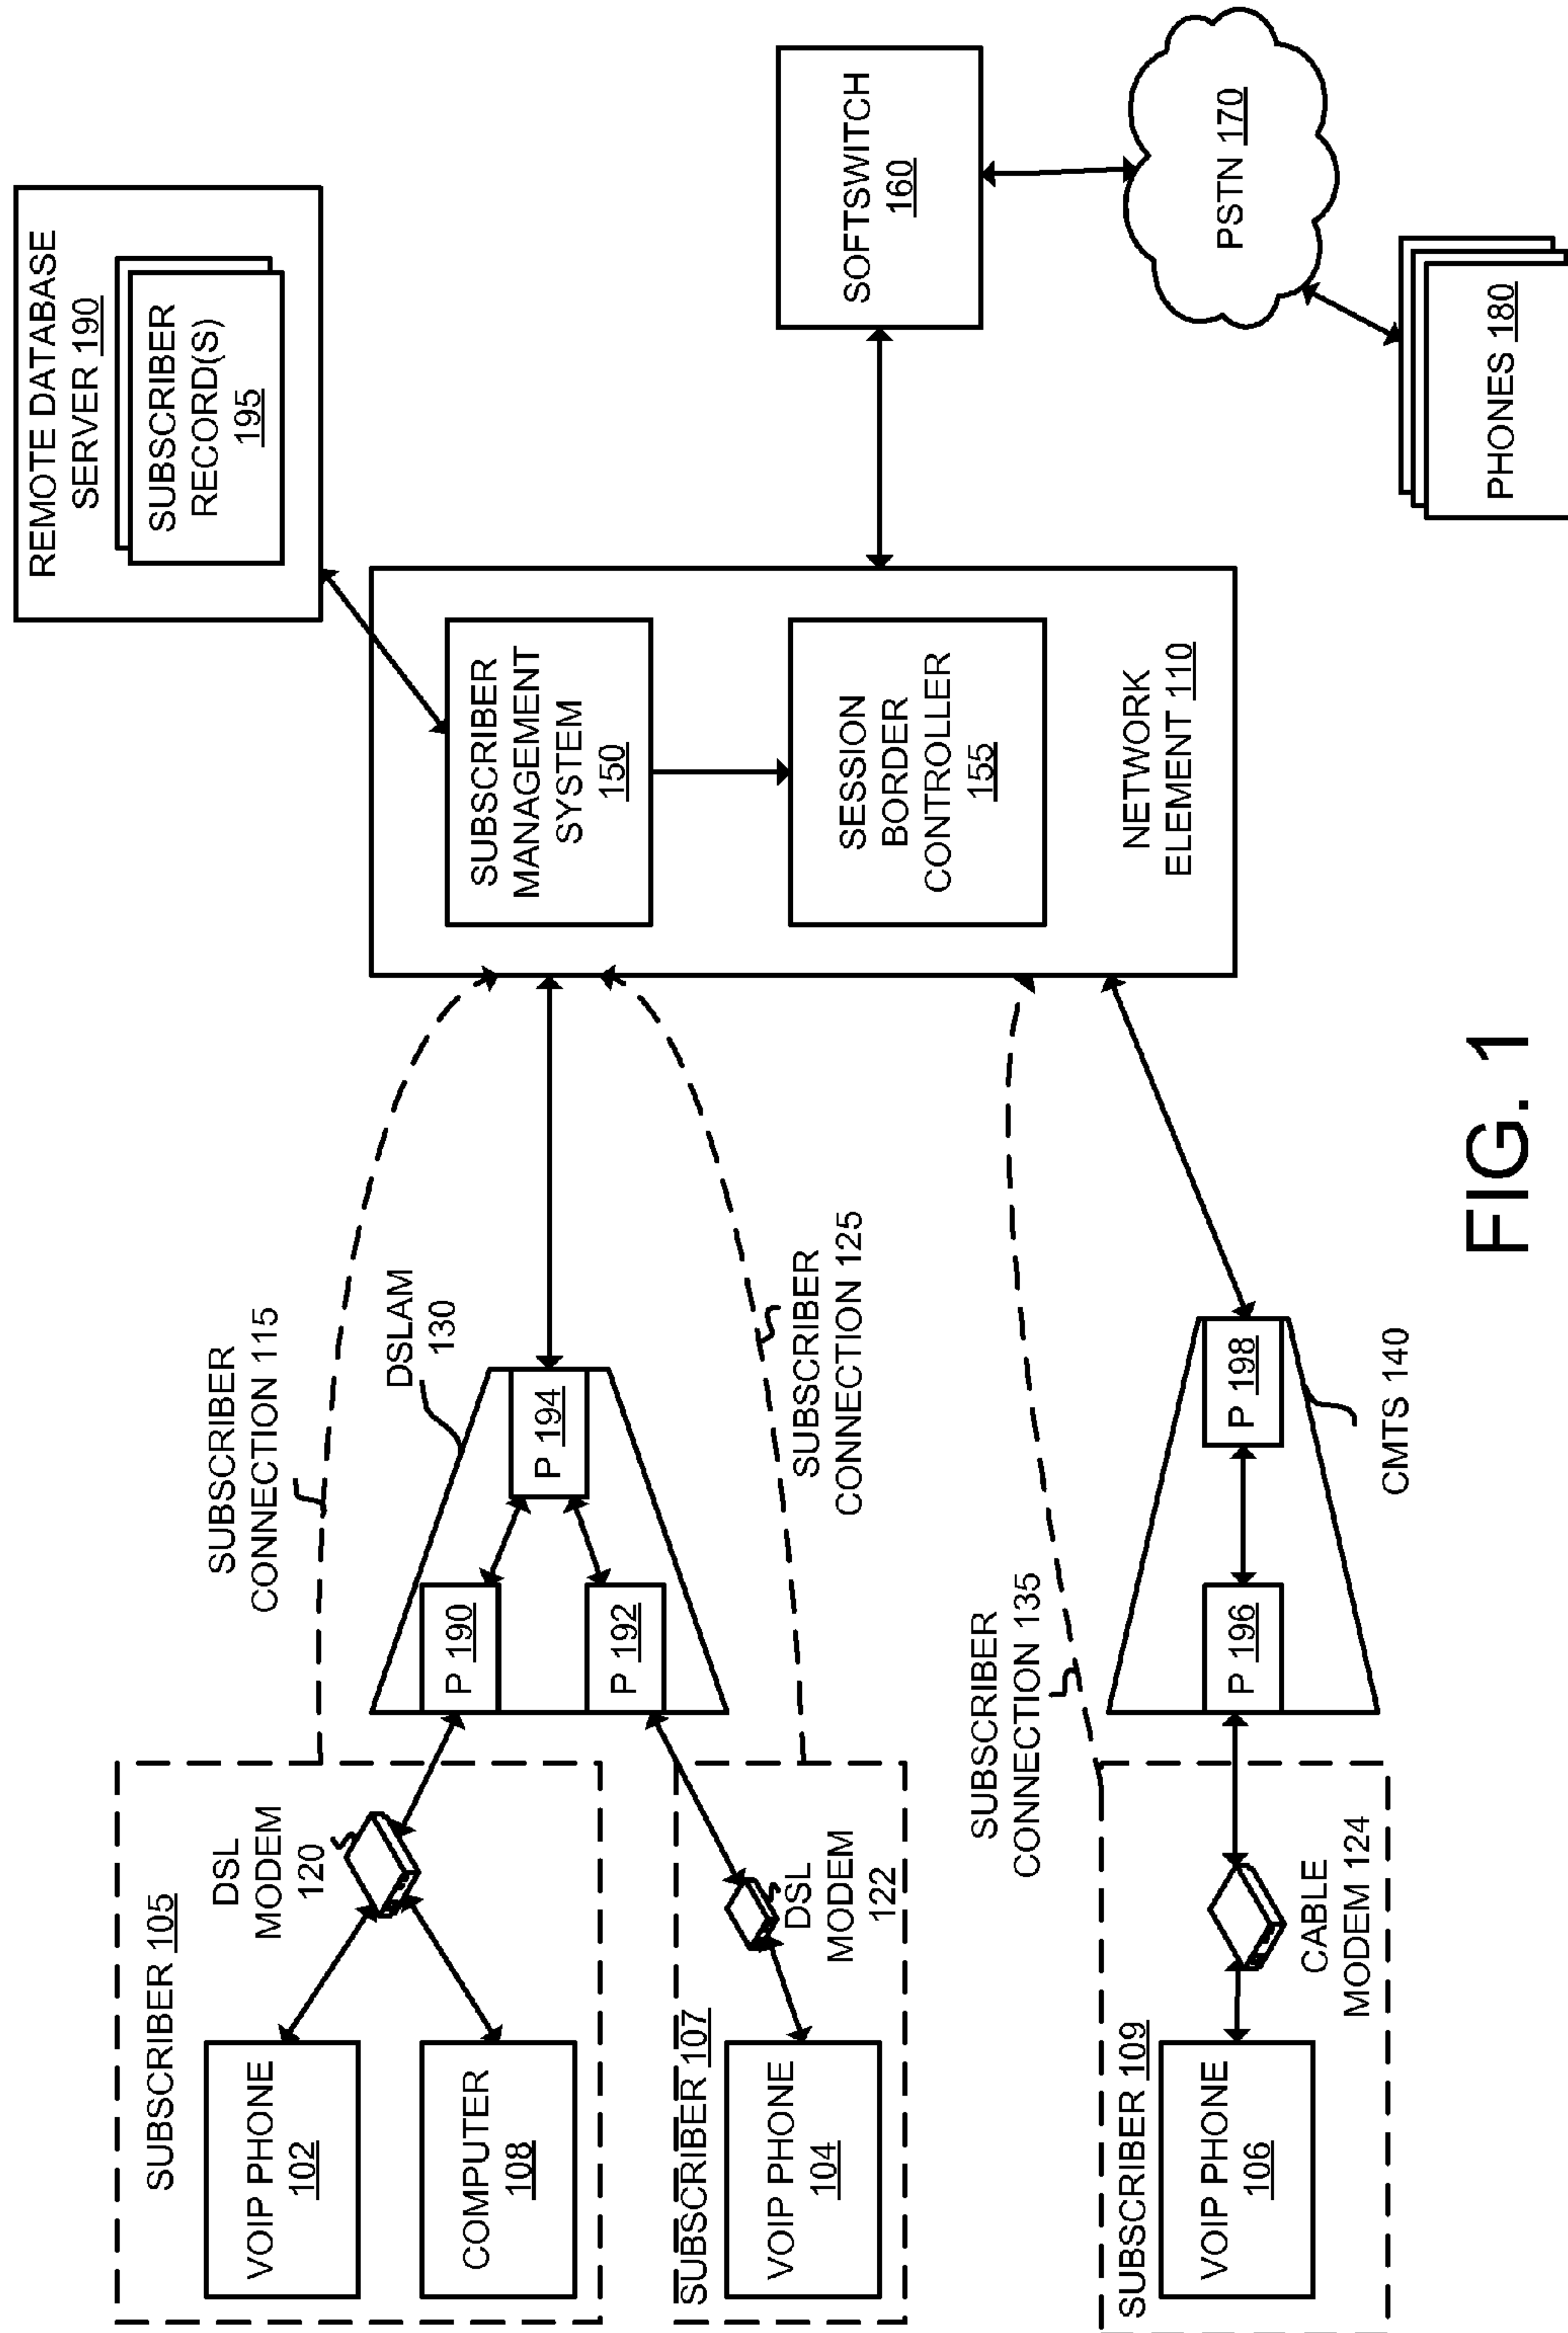 REMOTE DATABASE
SERVER 190
SUBSCRIBER
RECORD(S)
195
SUBSCRIBER
CONNECTION 115
DSLAM
130
SUBSCRIBER 105
DSL
MODEM
120
VOIP PHONE
102
COMPUTER
108
P 190
P 192
P 194
SUBSCRIBER
MANAGEMENT
SYSTEM
150
SESSION
BORDER
CONTROLLER
155
NETWORK
ELEMENT 110
SOFTSWITCH
160
PSTN 170
PHONES 180
SUBSCRIBER 107
VOIP PHONE
104
DSL
MODEM
122
SUBSCRIBER
CONNECTION 125
SUBSCRIBER
CONNECTION 135
SUBSCRIBER 109
VOIP PHONE
106
CABLE
MODEM 124
P 196
P 198
CMTS 140
FIG. 1